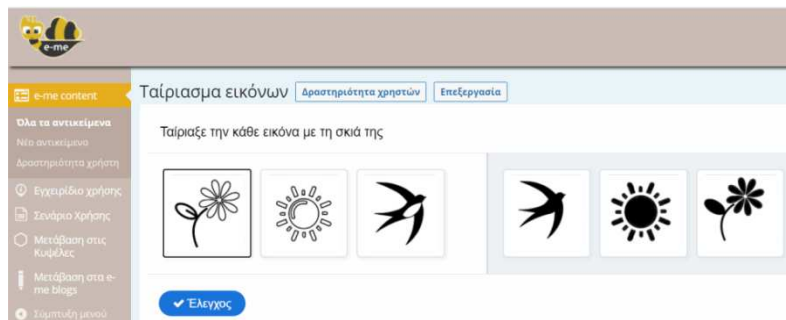 e-me
e-me content
Όλα τα αντικείμενα
Νέο αντικείμενο
Δραστηριότητα χρήστη
Εγχειρίδιο χρήσης
Σενάριο Χρήσης
Μετάβαση στις
Κυψέλες
Μετάβαση στα e-
me blogs
Σύμπτυξη μενού
Ταίριασμα εικόνων Δραστηριότητα χρηστών Επεξεργασία
Ταίριαξε την κάθε εικόνα με τη σκιά της
Έλεγχος